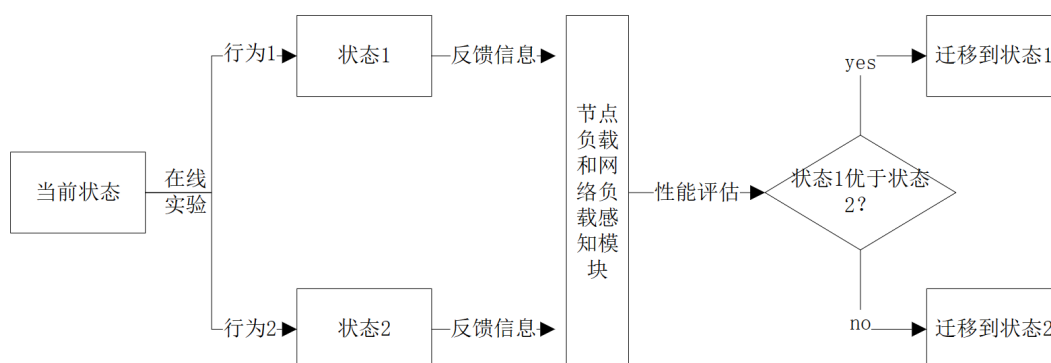 行为1
状态1
反馈信息
yes
迁移到状态1
当前状态
在线
实验
节点
负载
和网
络负
载感
知模
块
性能评估
状态1优于状态
2?
行为2
状态2
反馈信息
no
迁移到状态2